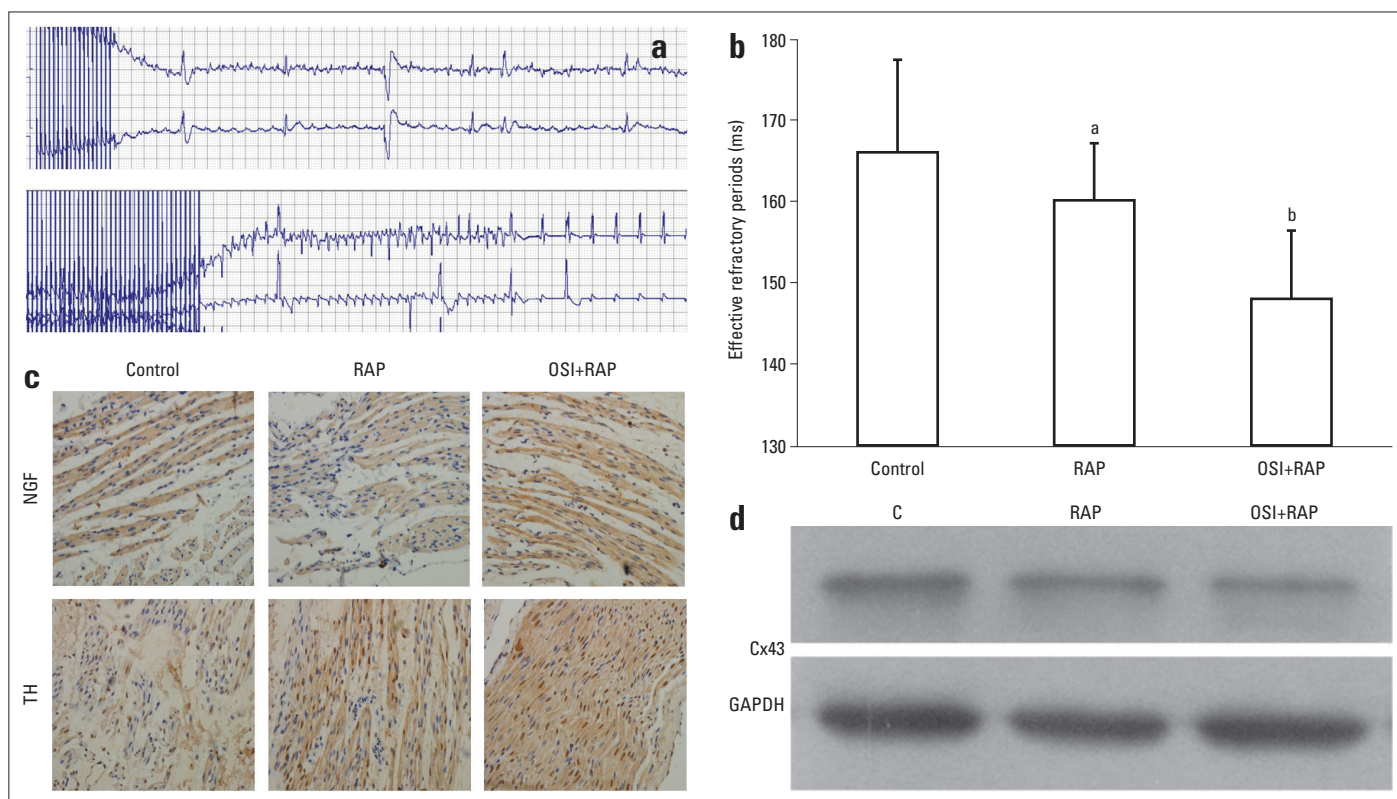 a
b
180
170
160
150
140
130
Effective refractory periods (ms)
a
b
Control RAP OSI+RAP
c
Control RAP OSI+RAP
NGF
TH
d
C RAP OSI+RAP
Cx43
GAPDH